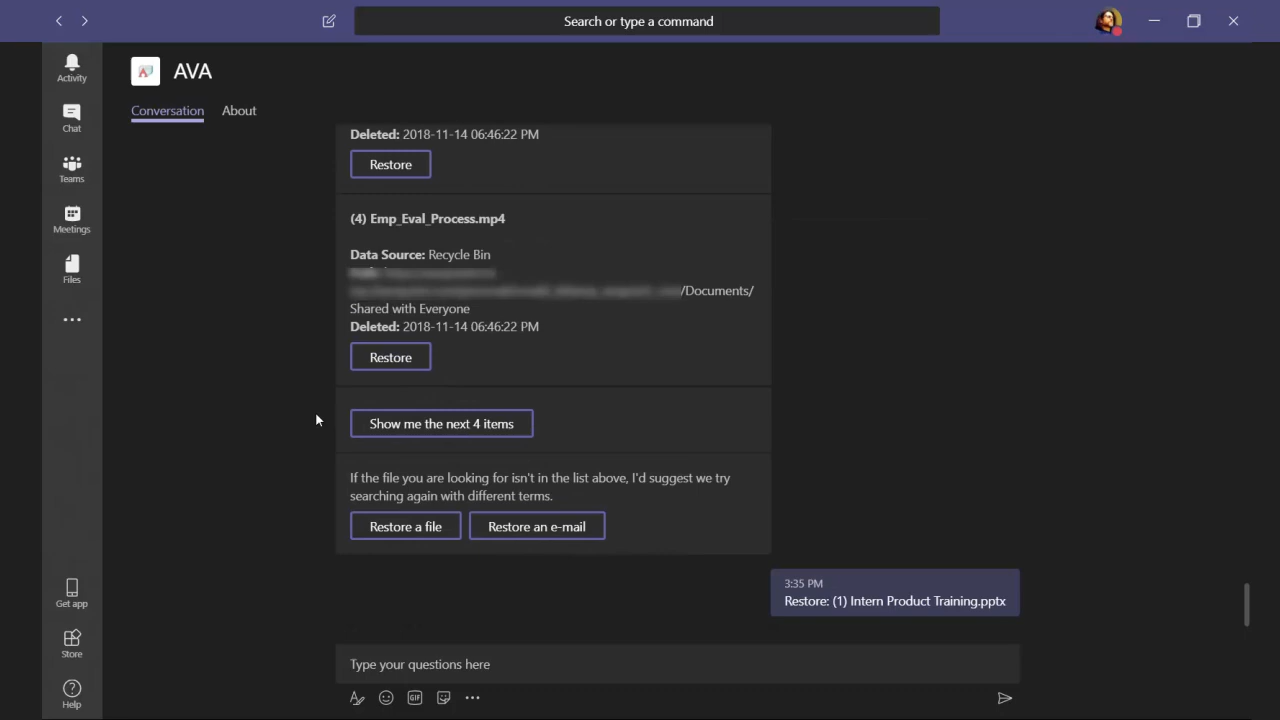 Search or type a command
Activity
Chat
Teams
Meetings
Files
Get app
Store
Help
AVA
Conversation About
Deleted: 2018-11-14 06:46:22 PM
Restore
(4) Emp_Eval_Process.mp4
Data Source: Recycle Bin
/Documents/
Shared with Everyone
Deleted: 2018-11-14 06:46:22 PM
Restore
Show me the next 4 items
If the file you are looking for isn't in the list above, I'd suggest we try
searching again with different terms.
Restore a file Restore an e-mail
3:35 PM
Restore: (1) Intern Product Training.pptx
Type your questions here
GIF